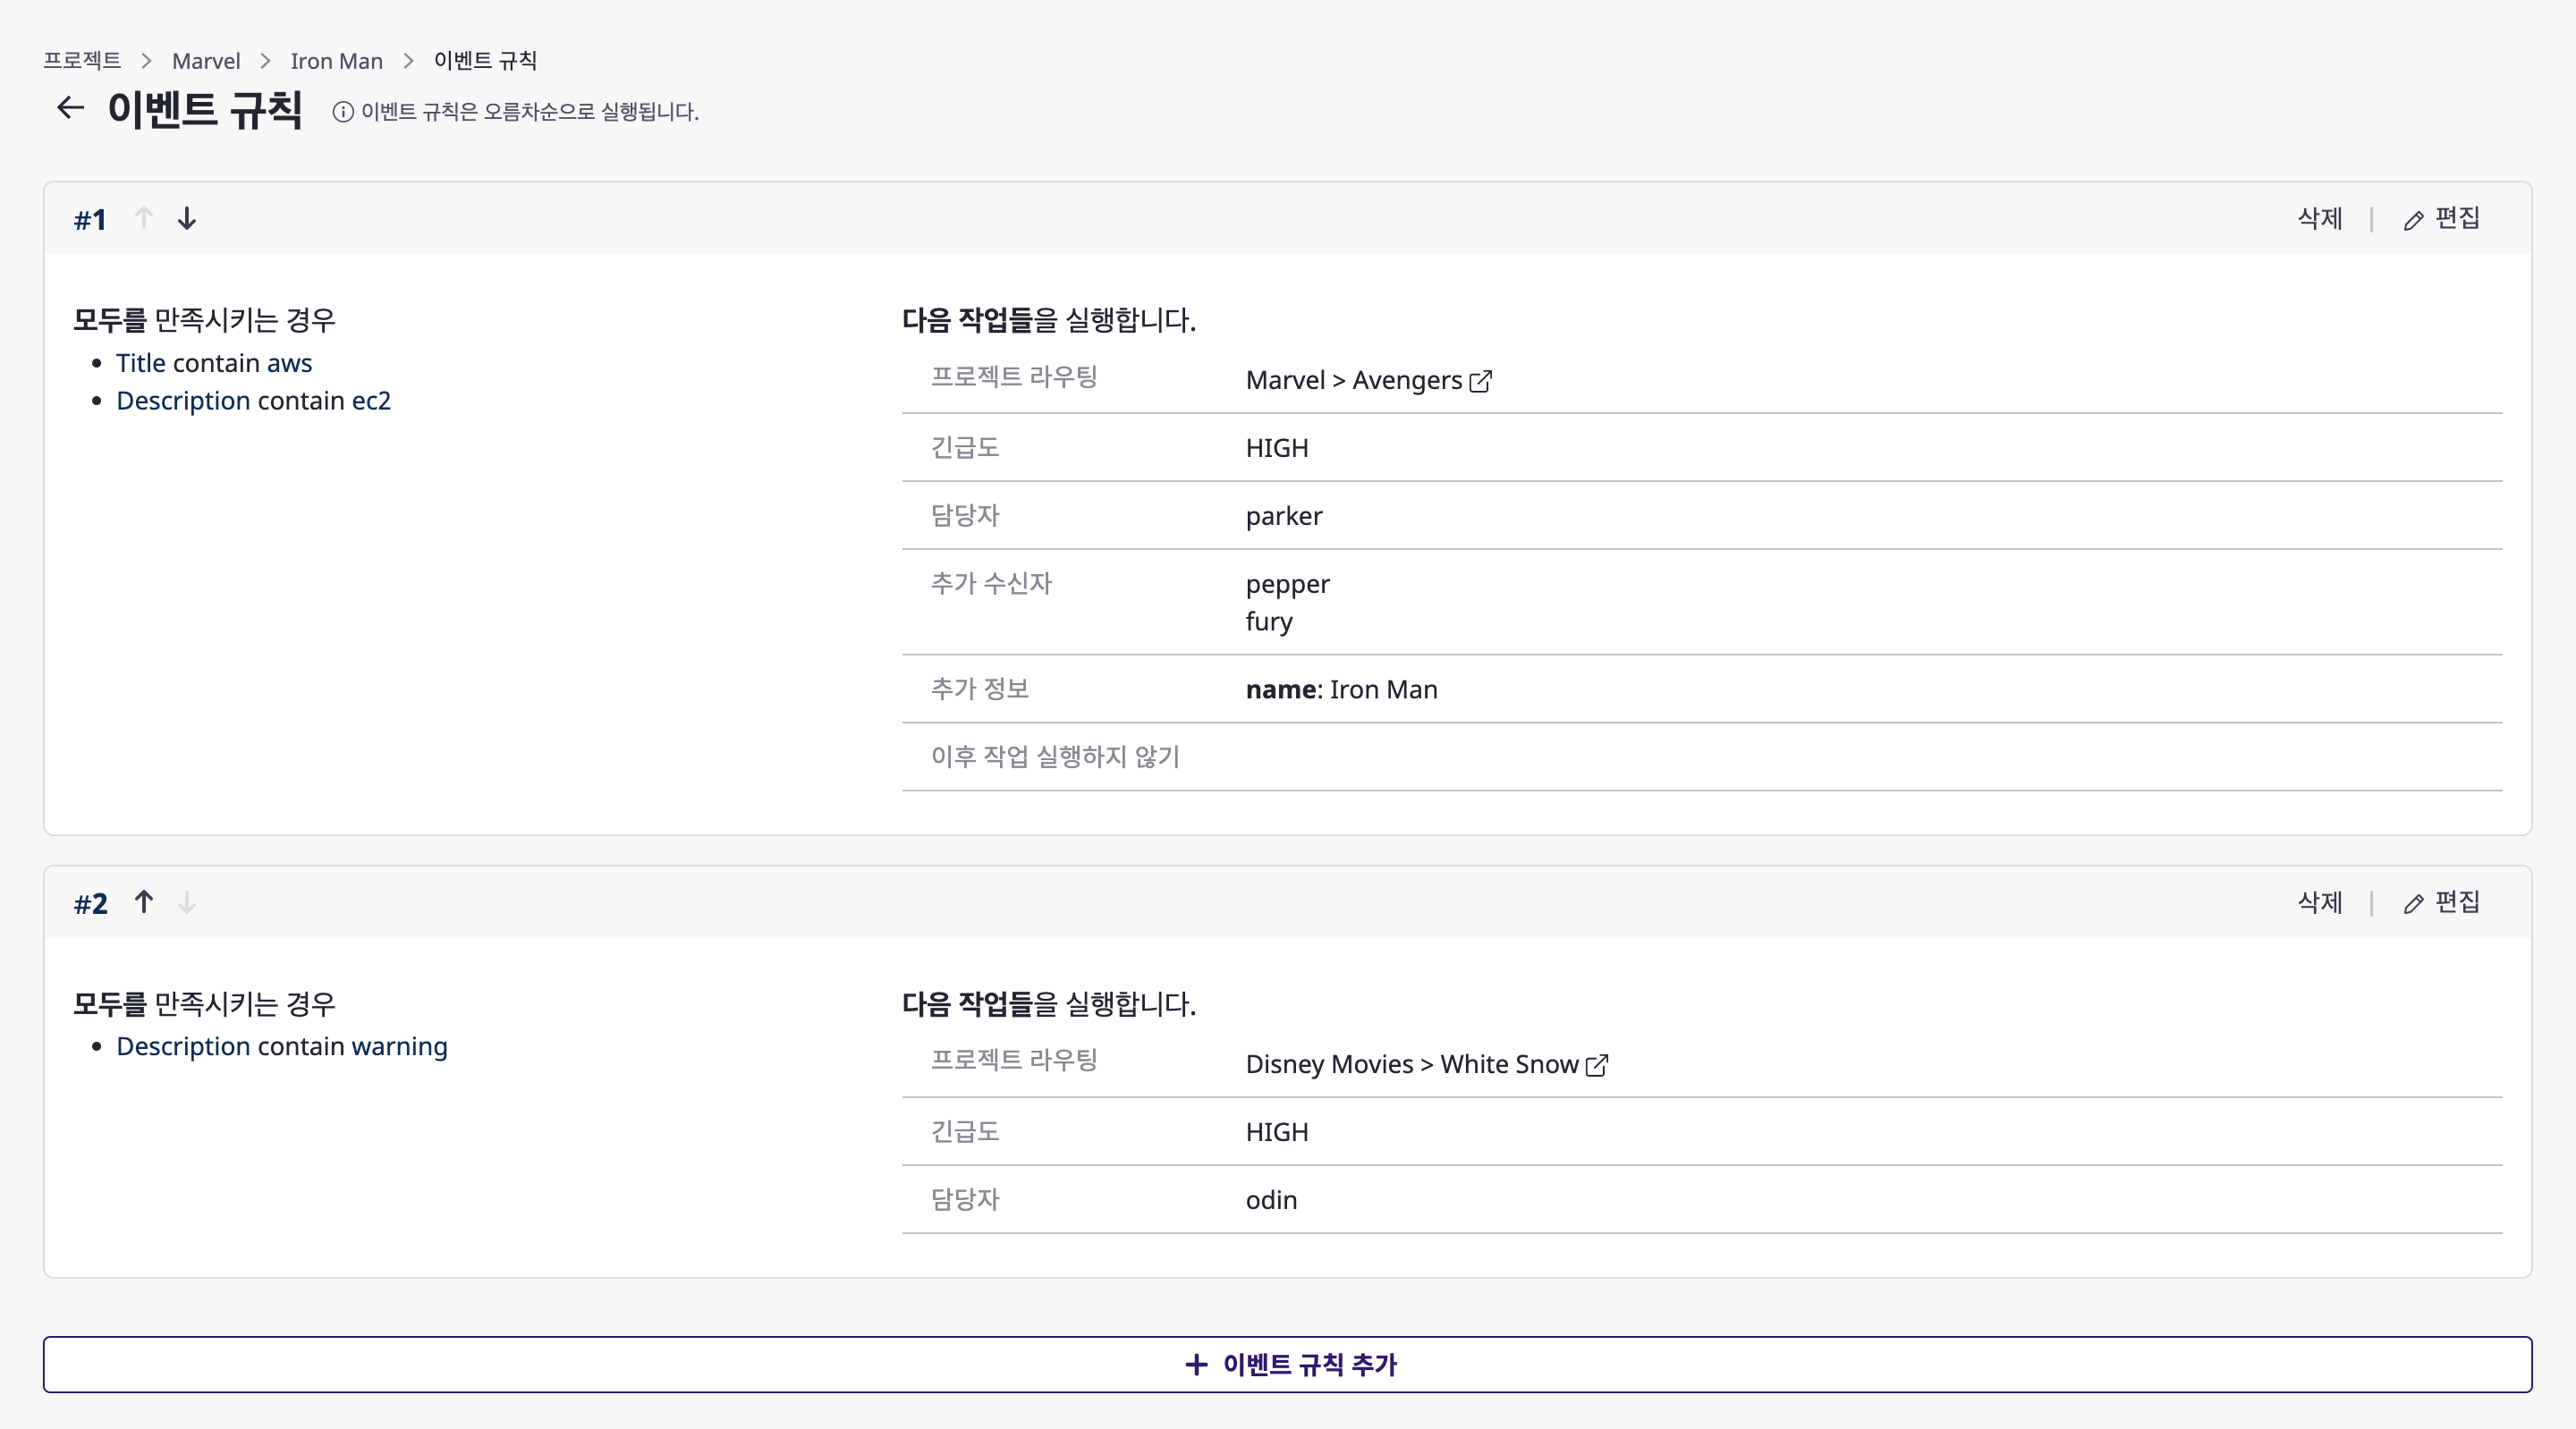 프로젝트 > Marvel > Iron Man > 이벤트 규칙
이벤트 규칙 이벤트 규칙은 오름차순으로 실행됩니다.
#1 삭제 | 편집
모두를 만족시키는 경우
Title contain aws
Description contain ec2
다음 작업들을 실행합니다.
프로젝트 라우팅 Marvel > Avengers
긴급도 HIGH
담당자 parker
추가 수신자 pepper
fury
추가 정보 name: Iron Man
이후 작업 실행하지 않기
#2 삭제 | 편집
모두를 만족시키는 경우
Description contain warning
다음 작업들을 실행합니다.
프로젝트 라우팅 Disney Movies > White Snow
긴급도 HIGH
담당자 odin
+ 이벤트 규칙 추가